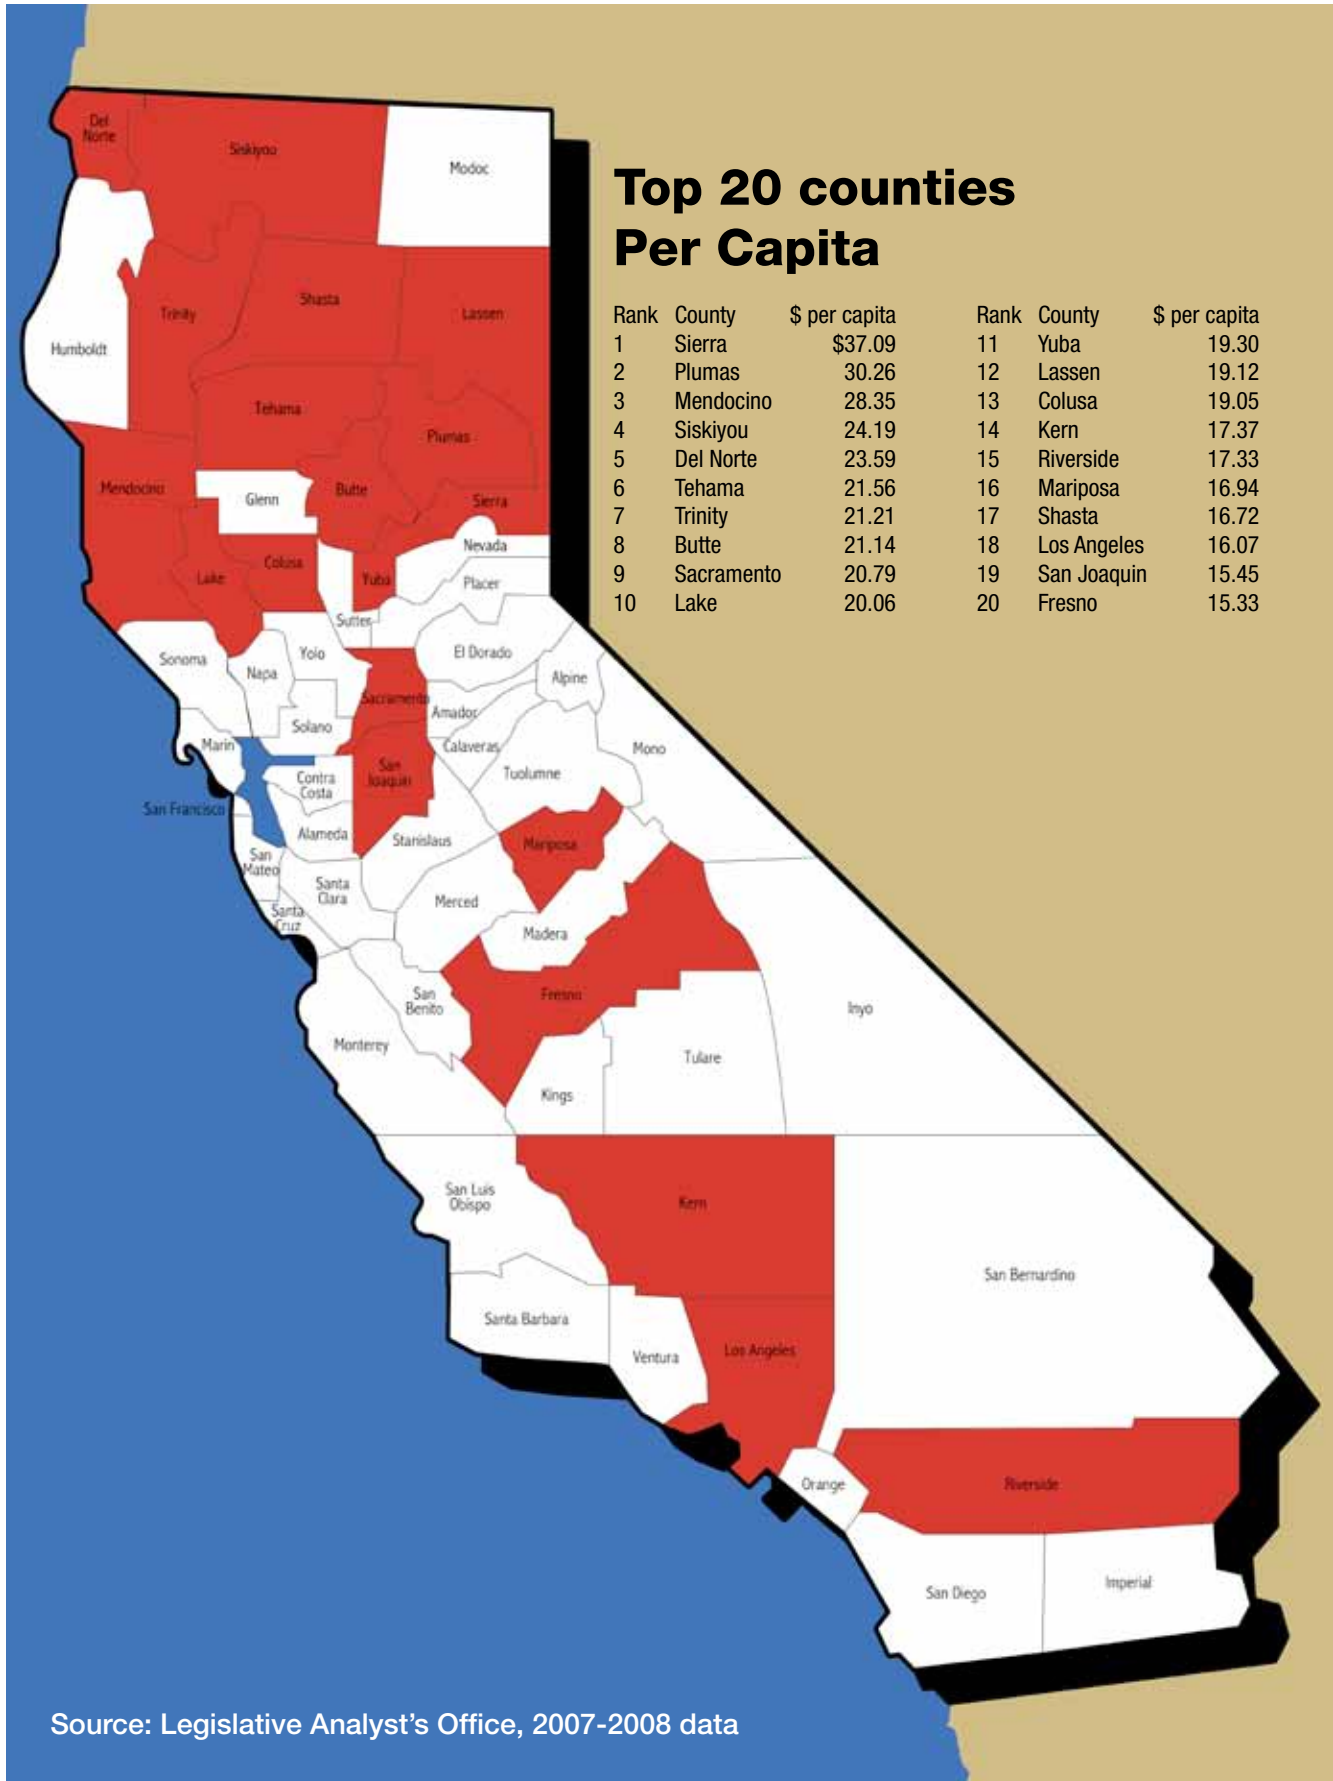 Top 20 counties
Per Capita
Rank County $ per capita
1 Sierra $37.09
2 Plumas 30.26
3 Mendocino 28.35
4 Siskiyou 24.19
5 Del Norte 23.59
6 Tehama 21.56
7 Trinity 21.21
8 Butte 21.14
9 Sacramento 20.79
10 Lake 20.06
Rank County $ per capita
11 Yuba 19.30
12 Lassen 19.12
13 Colusa 19.05
14 Kern 17.37
15 Riverside 17.33
16 Mariposa 16.94
17 Shasta 16.72
18 Los Angeles 16.07
19 San Joaquin 15.45
20 Fresno 15.33
Del
Norte
Siskiyou
Modoc
Humboldt
Trinity
Shasta
Lassen
Tehama
Plumas
Mendocino
Glenn
Butte
Sierra
Lake
Colusa
Yuba
Nevada
Placer
Sutter
Sonoma
Napa
Yolo
El Dorado
Alpine
Sacramento
Amador
Solano
Marin
Calaveras
Mono
San
Joaquin
Tuolumne
Contra
Costa
San Francisco
Alameda
Stanislaus
Mariposa
San
Mateo
Santa
Clara
Santa
Cruz
Merced
Madera
San
Benito
Fresno
Inyo
Monterey
Tulare
Kings
San Luis
Obispo
Kern
San Bernardino
Santa Barbara
Ventura
Los Angeles
Orange
Riverside
San Diego
Imperial
Source: Legislative Analyst’s Office, 2007-2008 data